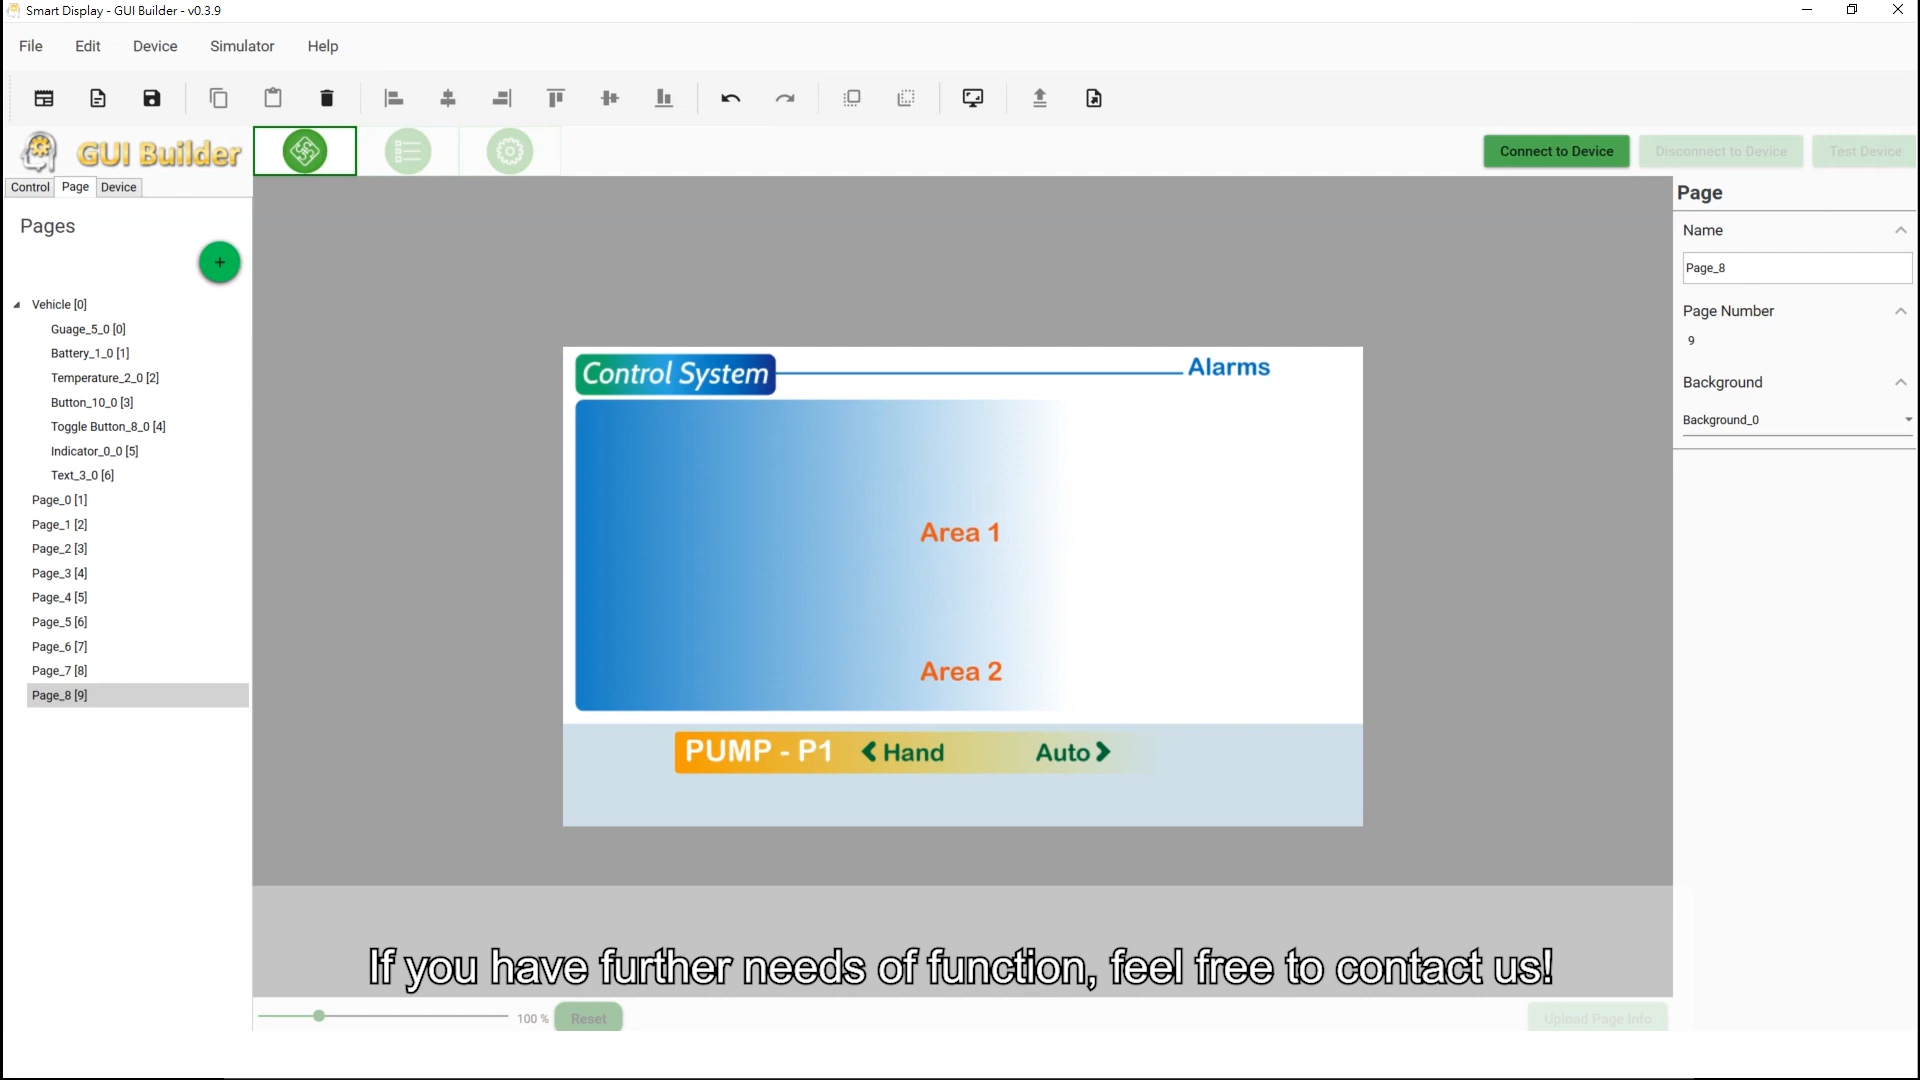 Smart Display - GUI Builder - v0.3.9
File Edit Device Simulator Help
GUI Builder
Connect to Device Disconnect to Device Test Device
Control Page Device
Pages
+
Vehicle [0]
Guage_5_0 [0]
Battery_1_0 [1]
Temperature_2_0 [2]
Button_10_0 [3]
Toggle Button_8_0 [4]
Indicator_0_0 [5]
Text_3_0 [6]
Page_0 [1]
Page_1 [2]
Page_2 [3]
Page_3 [4]
Page_4 [5]
Page_5 [6]
Page_6 [7]
Page_7 [8]
Page_8 [9]
Control System
Alarms
Area 1
Area 2
PUMP - P1 Hand Auto
Page
Name
Page_8
Page Number
9
Background
Background_0
If you have further needs of function, feel free to contact us!
100 % Reset
Upload Page Info